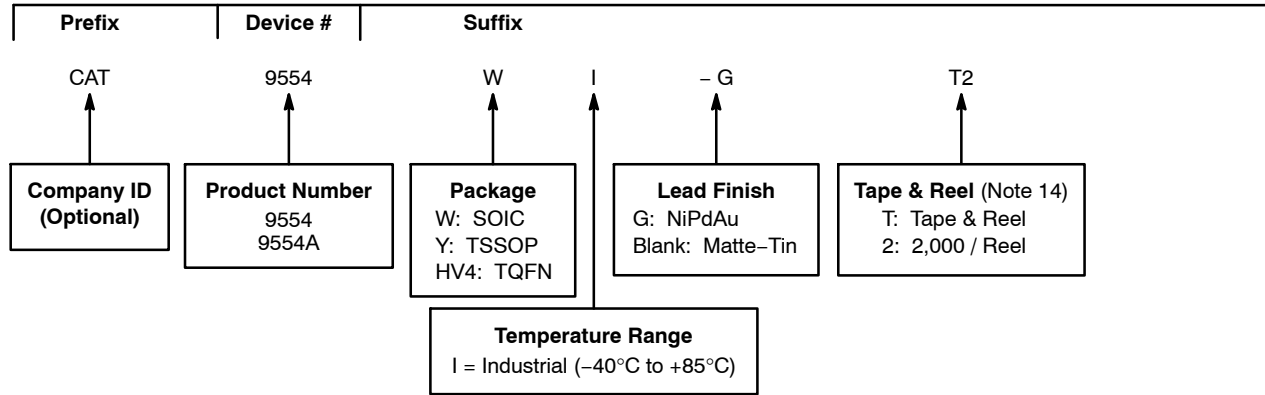 Prefix Device # Suffix
CAT 9554 W I – G T2
Company ID
(Optional)
Product Number
9554
9554A
Package
W: SOIC
Y: TSSOP
HV4: TQFN
Lead Finish
G: NiPdAu
Blank: Matte−Tin
Tape & Reel (Note 14)
T: Tape & Reel
2: 2,000 / Reel
Temperature Range
I = Industrial (−40°C to +85°C)